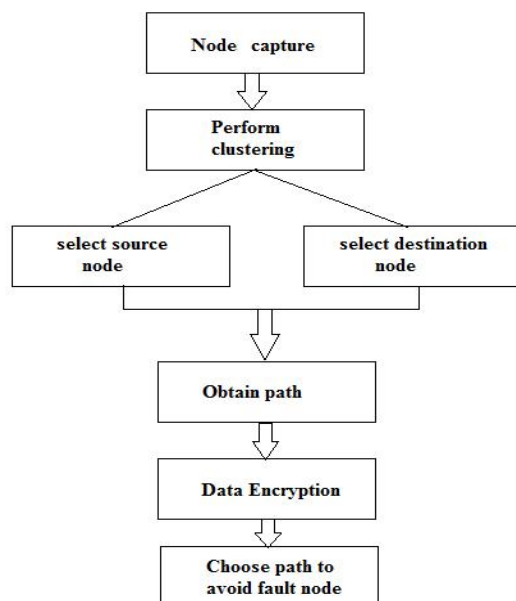 Node capture
Perform
clustering
select source
node
select destination
node
Obtain path
Data Encryption
Choose path to
avoid fault node